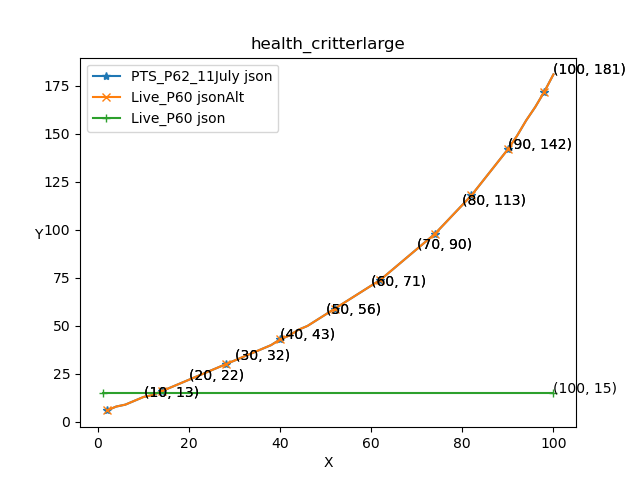 health_critterlarge
PTS_P62_11July json
Live_P60 jsonAlt
Live_P60 json
(100, 181)
(90, 142)
(80, 113)
(70, 90)
(60, 71)
(50, 56)
(40, 43)
(30, 32)
(20, 22)
(10, 13)
(100, 15)
Y
175
150
125
100
75
50
25
0
0 20 40 60 80 100
X